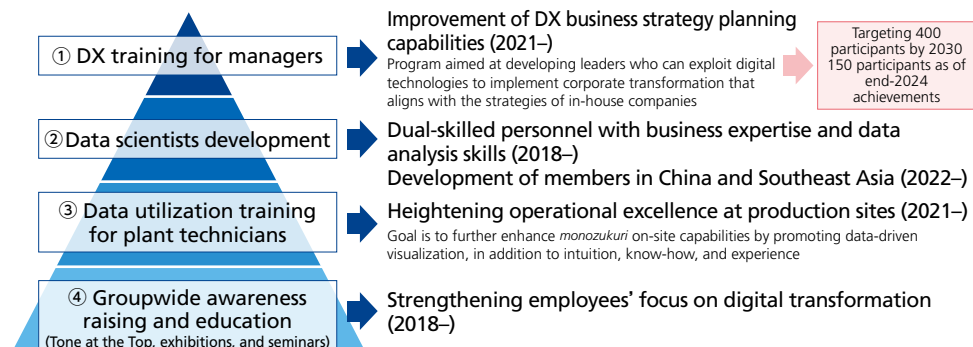 ① DX training for managers
Improvement of DX business strategy planning
capabilities (2021–)
Program aimed at developing leaders who can exploit digital
technologies to implement corporate transformation that
aligns with the strategies of in-house companies
Targeting 400
participants by 2030
150 participants as of
end-2024
achievements
② Data scientists development
Dual-skilled personnel with business expertise and data
analysis skills (2018–)
Development of members in China and Southeast Asia (2022–)
③ Data utilization training
for plant technicians
Heightening operational excellence at production sites (2021–)
Goal is to further enhance monozukuri on-site capabilities by promoting data-driven
visualization, in addition to intuition, know-how, and experience
④ Groupwide awareness
raising and education
(Tone at the Top, exhibitions, and seminars)
Strengthening employees’ focus on digital transformation
(2018–)